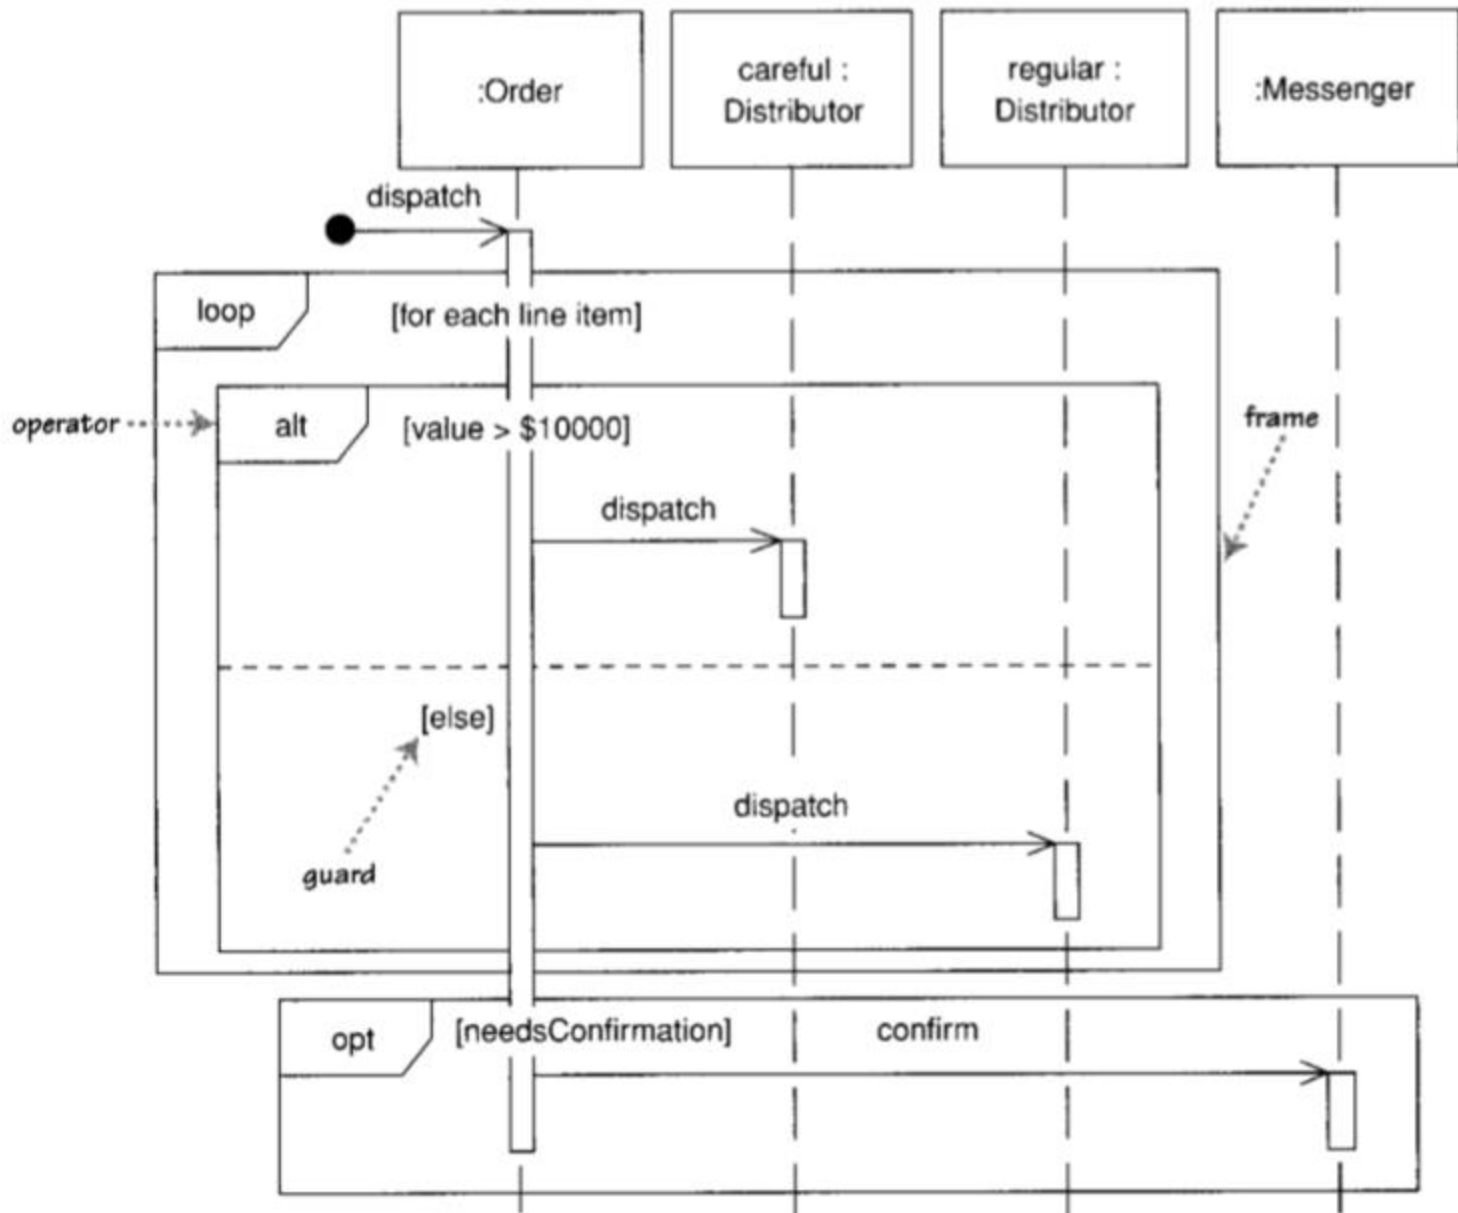 :Order
careful :
Distributor
regular :
Distributor
:Messenger
dispatch
loop
[for each line item]
operator
alt
[value > $10000]
frame
dispatch
[else]
dispatch
guard
opt
[needsConfirmation]
confirm